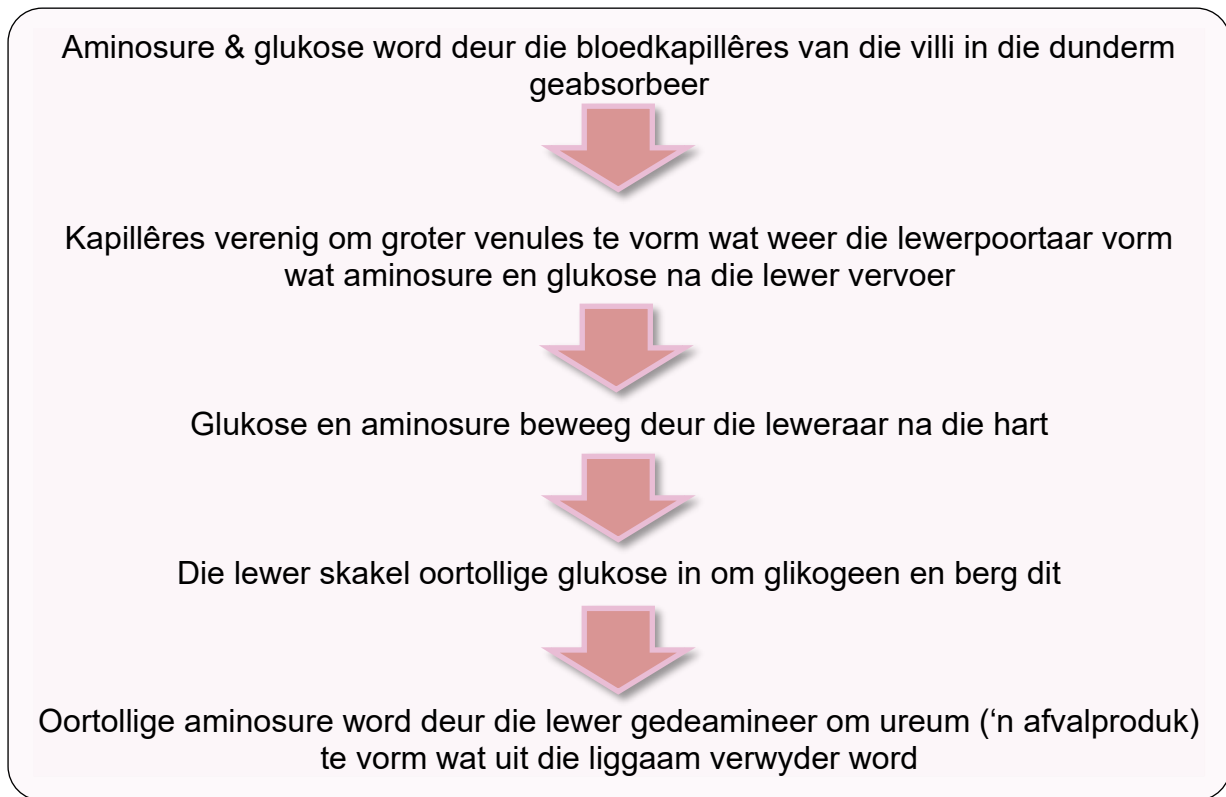 Aminosure & glukose word deur die bloedkapillêres van die villi in die dunderm
geabsorbeer
Kapillêres verenig om groter venules te vorm wat weer die lewerpoortaar vorm
wat aminosure en glukose na die lewer vervoer
Glukose en aminosure beweeg deur die leweraar na die hart
Die lewer skakel oortollige glukose in om glikogeen en berg dit
Oortollige aminosure word deur die lewer gedeamineer om ureum (‘n afvalproduk)
te vorm wat uit die liggaam verwyder word